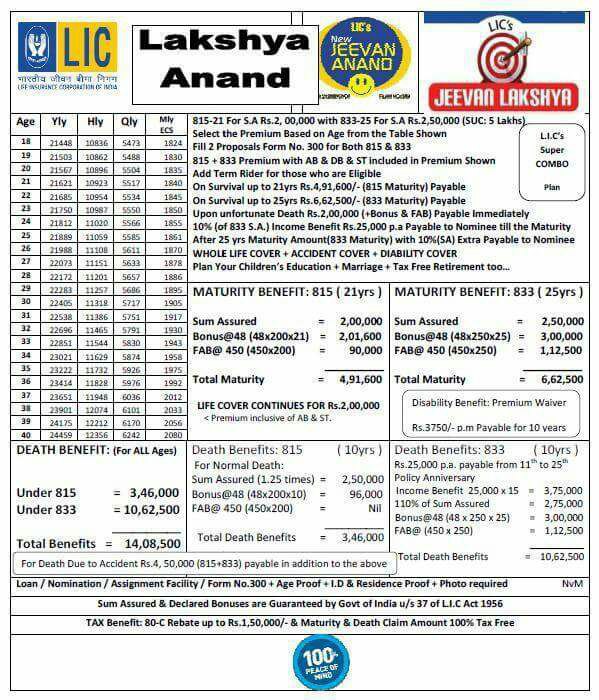 LIC
भारतीय जीवन बीमा निगम
LIFE INSURANCE CORPORATION OF INDIA
Lakshya
Anand
LIC's
New
JEEVAN
ANAND
LIC's
JEEVAN LAKSHYA
Age Yly Hly Qly Mly ECS
18 21448 10836 5473 1824
19 21503 10862 5488 1830
20 21567 10896 5504 1835
21 21621 10923 5517 1840
22 21685 10954 5534 1845
23 21750 10987 5550 1850
24 21812 11020 5566 1855
25 21889 11059 5585 1861
26 21988 11108 5611 1870
27 22073 11151 5633 1878
28 22172 11201 5657 1886
29 22283 11257 5686 1895
30 22405 11318 5717 1905
31 22538 11386 5751 1917
32 22696 11465 5791 1930
33 22851 11544 5830 1943
34 23021 11629 5874 1958
35 23222 11732 5926 1975
36 23414 11828 5976 1992
37 23651 11948 6036 2012
38 23901 12074 6101 2033
39 24175 12212 6170 2056
40 24459 12356 6242 2080
815-21 For S.A Rs.2, 00,000 with 833-25 For S.A Rs.2,50,000 (SUC: 5 Lakhs)
Select the Premium Based on Age from the Table Shown
Fill 2 Proposals Form No. 300 for Both 815 & 833
815 + 833 Premium with AB & DB & ST included in Premium Shown
Add Term Rider for those who are Eligible
On Survival up to 21yrs Rs.4,91,600/- (815 Maturity) Payable
On Survival up to 25yrs Rs.6,62,500/- (833 Maturity) Payable
Upon unfortunate Death Rs.2,00,000 (+Bonus & FAB) Payable Immediately
10% (of 833 S.A.) Income Benefit Rs.25,000 p.a Payable to Nominee till the Maturity
After 25 yrs Maturity Amount(833 Maturity) with 10%(SA) Extra Payable to Nominee
WHOLE LIFE COVER + ACCIDENT COVER + DIABILITY COVER
Plan Your Children's Education + Marriage + Tax Free Retirement too...
L.I.C's
Super
COMBO
Plan
MATURITY BENEFIT: 815 ( 21yrs )
Sum Assured = 2,00,000
Bonus@48 (48x200x21) = 2,01,600
FAB@ 450 (450x200) = 90,000
Total Maturity = 4,91,600
LIFE COVER CONTINUES FOR Rs.2,00,000
< Premium inclusive of AB & ST.
MATURITY BENEFIT: 833 ( 25yrs )
Sum Assured = 2,50,000
Bonus@48 (48x250x25) = 3,00,000
FAB@ 450 (450x250) = 1,12,500
Total Maturity = 6,62,500
Disability Benefit: Premium Waiver
Rs.3750/- p.m Payable for 10 years
DEATH BENEFIT: (For ALL Ages)
Under 815 = 3,46,000
Under 833 = 10,62,500
Total Benefits = 14,08,500
Death Benefits: 815 ( 10yrs )
For Normal Death:
Sum Assured (1.25 times) = 2,50,000
Bonus@48 (48x200x10) = 96,000
FAB@ 450 (450x200) = Nil
Total Death Benefits = 3,46,000
Death Benefits: 833 ( 10yrs )
Rs.25,000 p.a. payable from 11th to 25th
Policy Anniversary
Income Benefit 25,000 x 15 = 3,75,000
110% of Sum Assured = 2,75,000
Bonus@48 (48 x 250 x 25) = 3,00,000
FAB@ (450 x 250) = 1,12,500
Total Death Benefits = 10,62,500
For Death Due to Accident Rs.4, 50,000 (815+833) payable in addition to the above
Loan / Nomination / Assignment Facility / Form No.300 + Age Proof + I.D & Residence Proof + Photo required NvM
Sum Assured & Declared Bonuses are Guaranteed by Govt of India u/s 37 of L.I.C Act 1956
TAX Benefit: 80-C Rebate up to Rs.1,50,000/- & Maturity & Death Claim Amount 100% Tax Free
100%
PEACE OF
MIND